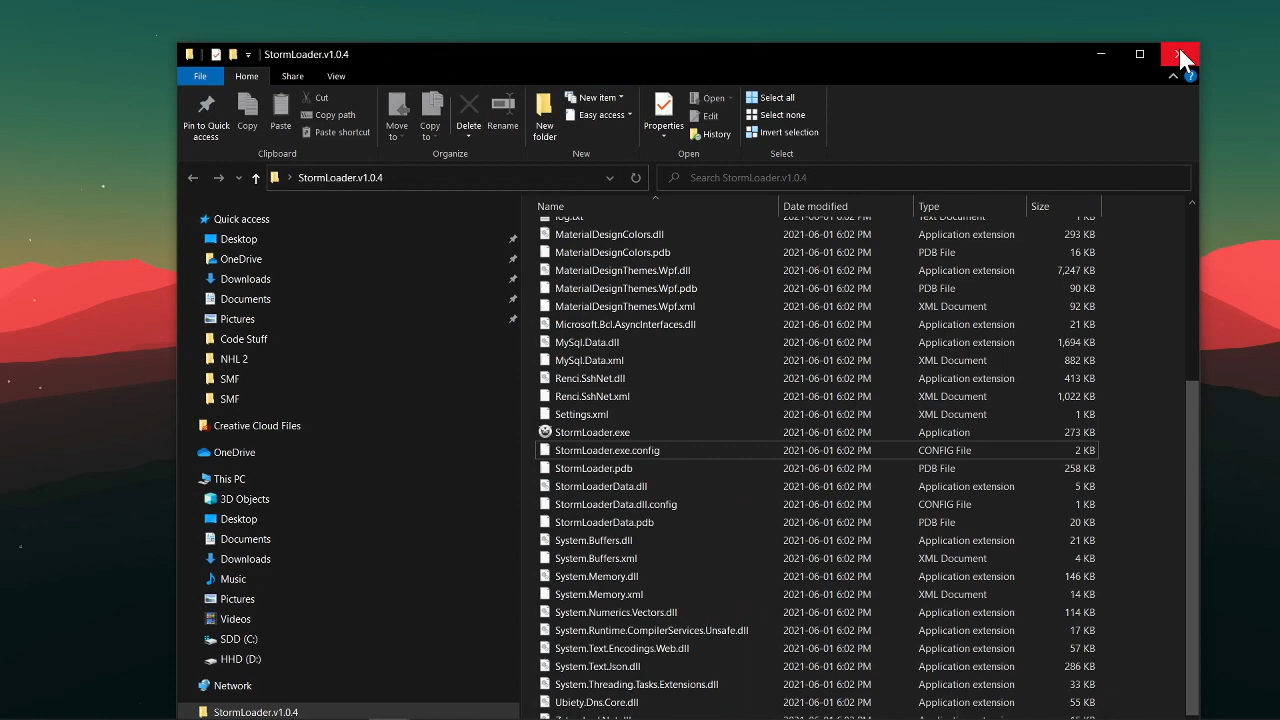 StormLoader.v1.0.4
File Home Share View
Pin to Quick access
Copy
Paste
Cut
Copy path
Paste shortcut
Clipboard
Move to
Copy to
Delete
Rename
Organize
New folder
New item
Easy access
New
Properties
Open
Edit
History
Open
Select all
Select none
Invert selection
Select
StormLoader.v1.0.4
Search StormLoader.v1.0.4
Quick access
Desktop
OneDrive
Downloads
Documents
Pictures
Code Stuff
NHL 2
SMF
SMF
Creative Cloud Files
OneDrive
This PC
3D Objects
Desktop
Documents
Downloads
Music
Pictures
Videos
SDD (C:)
HHD (D:)
Network
StormLoader.v1.0.4
Name Date modified Type Size
log.txt 2021-06-01 6:02 PM Text Document 1 KB
MaterialDesignColors.dll 2021-06-01 6:02 PM Application extension 293 KB
MaterialDesignColors.pdb 2021-06-01 6:02 PM PDB File 16 KB
MaterialDesignThemes.Wpf.dll 2021-06-01 6:02 PM Application extension 7,247 KB
MaterialDesignThemes.Wpf.pdb 2021-06-01 6:02 PM PDB File 90 KB
MaterialDesignThemes.Wpf.xml 2021-06-01 6:02 PM XML Document 92 KB
Microsoft.Bcl.AsyncInterfaces.dll 2021-06-01 6:02 PM Application extension 21 KB
MySql.Data.dll 2021-06-01 6:02 PM Application extension 1,694 KB
MySql.Data.xml 2021-06-01 6:02 PM XML Document 882 KB
Renci.SshNet.dll 2021-06-01 6:02 PM Application extension 413 KB
Renci.SshNet.xml 2021-06-01 6:02 PM XML Document 1,022 KB
Settings.xml 2021-06-01 6:02 PM XML Document 1 KB
StormLoader.exe 2021-06-01 6:02 PM Application 273 KB
StormLoader.exe.config 2021-06-01 6:02 PM CONFIG File 2 KB
StormLoader.pdb 2021-06-01 6:02 PM PDB File 258 KB
StormLoaderData.dll 2021-06-01 6:02 PM Application extension 5 KB
StormLoaderData.dll.config 2021-06-01 6:02 PM CONFIG File 1 KB
StormLoaderData.pdb 2021-06-01 6:02 PM PDB File 20 KB
System.Buffers.dll 2021-06-01 6:02 PM Application extension 21 KB
System.Buffers.xml 2021-06-01 6:02 PM XML Document 4 KB
System.Memory.dll 2021-06-01 6:02 PM Application extension 146 KB
System.Memory.xml 2021-06-01 6:02 PM XML Document 14 KB
System.Numerics.Vectors.dll 2021-06-01 6:02 PM Application extension 114 KB
System.Runtime.CompilerServices.Unsafe.dll 2021-06-01 6:02 PM Application extension 17 KB
System.Text.Encodings.Web.dll 2021-06-01 6:02 PM Application extension 57 KB
System.Text.Json.dll 2021-06-01 6:02 PM Application extension 286 KB
System.Threading.Tasks.Extensions.dll 2021-06-01 6:02 PM Application extension 33 KB
Ubiety.Dns.Core.dll 2021-06-01 6:02 PM Application extension 51 KB